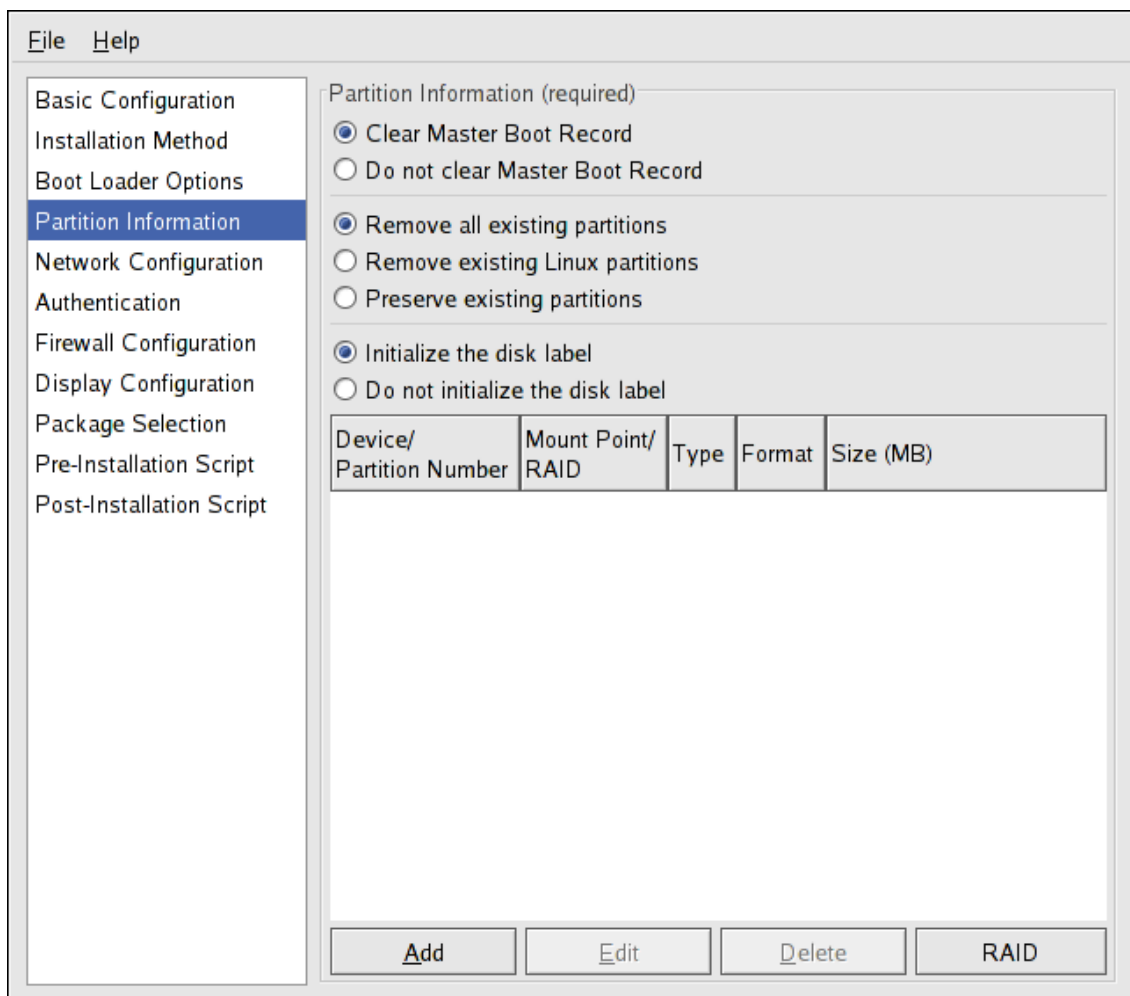 File Help
Basic Configuration
Installation Method
Boot Loader Options
Partition Information
Network Configuration
Authentication
Firewall Configuration
Display Configuration
Package Selection
Pre-Installation Script
Post-Installation Script
Partition Information (required)
Clear Master Boot Record
Do not clear Master Boot Record
Remove all existing partitions
Remove existing Linux partitions
Preserve existing partitions
Initialize the disk label
Do not initialize the disk label
Device/
Partition Number
Mount Point/
RAID
Type
Format
Size (MB)
Add
Edit
Delete
RAID